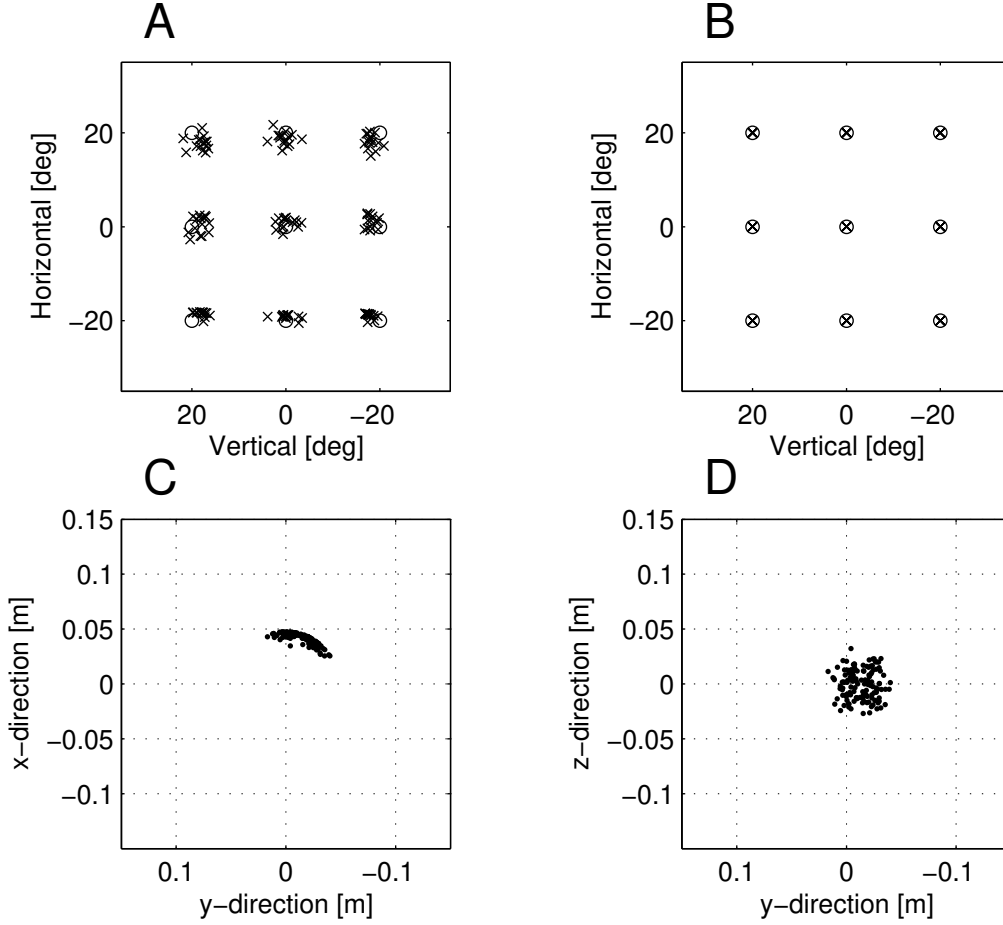 A
Horizontal [deg]
20
0
−20
20
0
−20
Vertical [deg]
B
Horizontal [deg]
20
0
−20
20
0
−20
Vertical [deg]
C
x−direction [m]
0.15
0.1
0.05
0
−0.05
−0.1
0.1
0
−0.1
y−direction [m]
D
z−direction [m]
0.15
0.1
0.05
0
−0.05
−0.1
0.1
0
−0.1
y−direction [m]